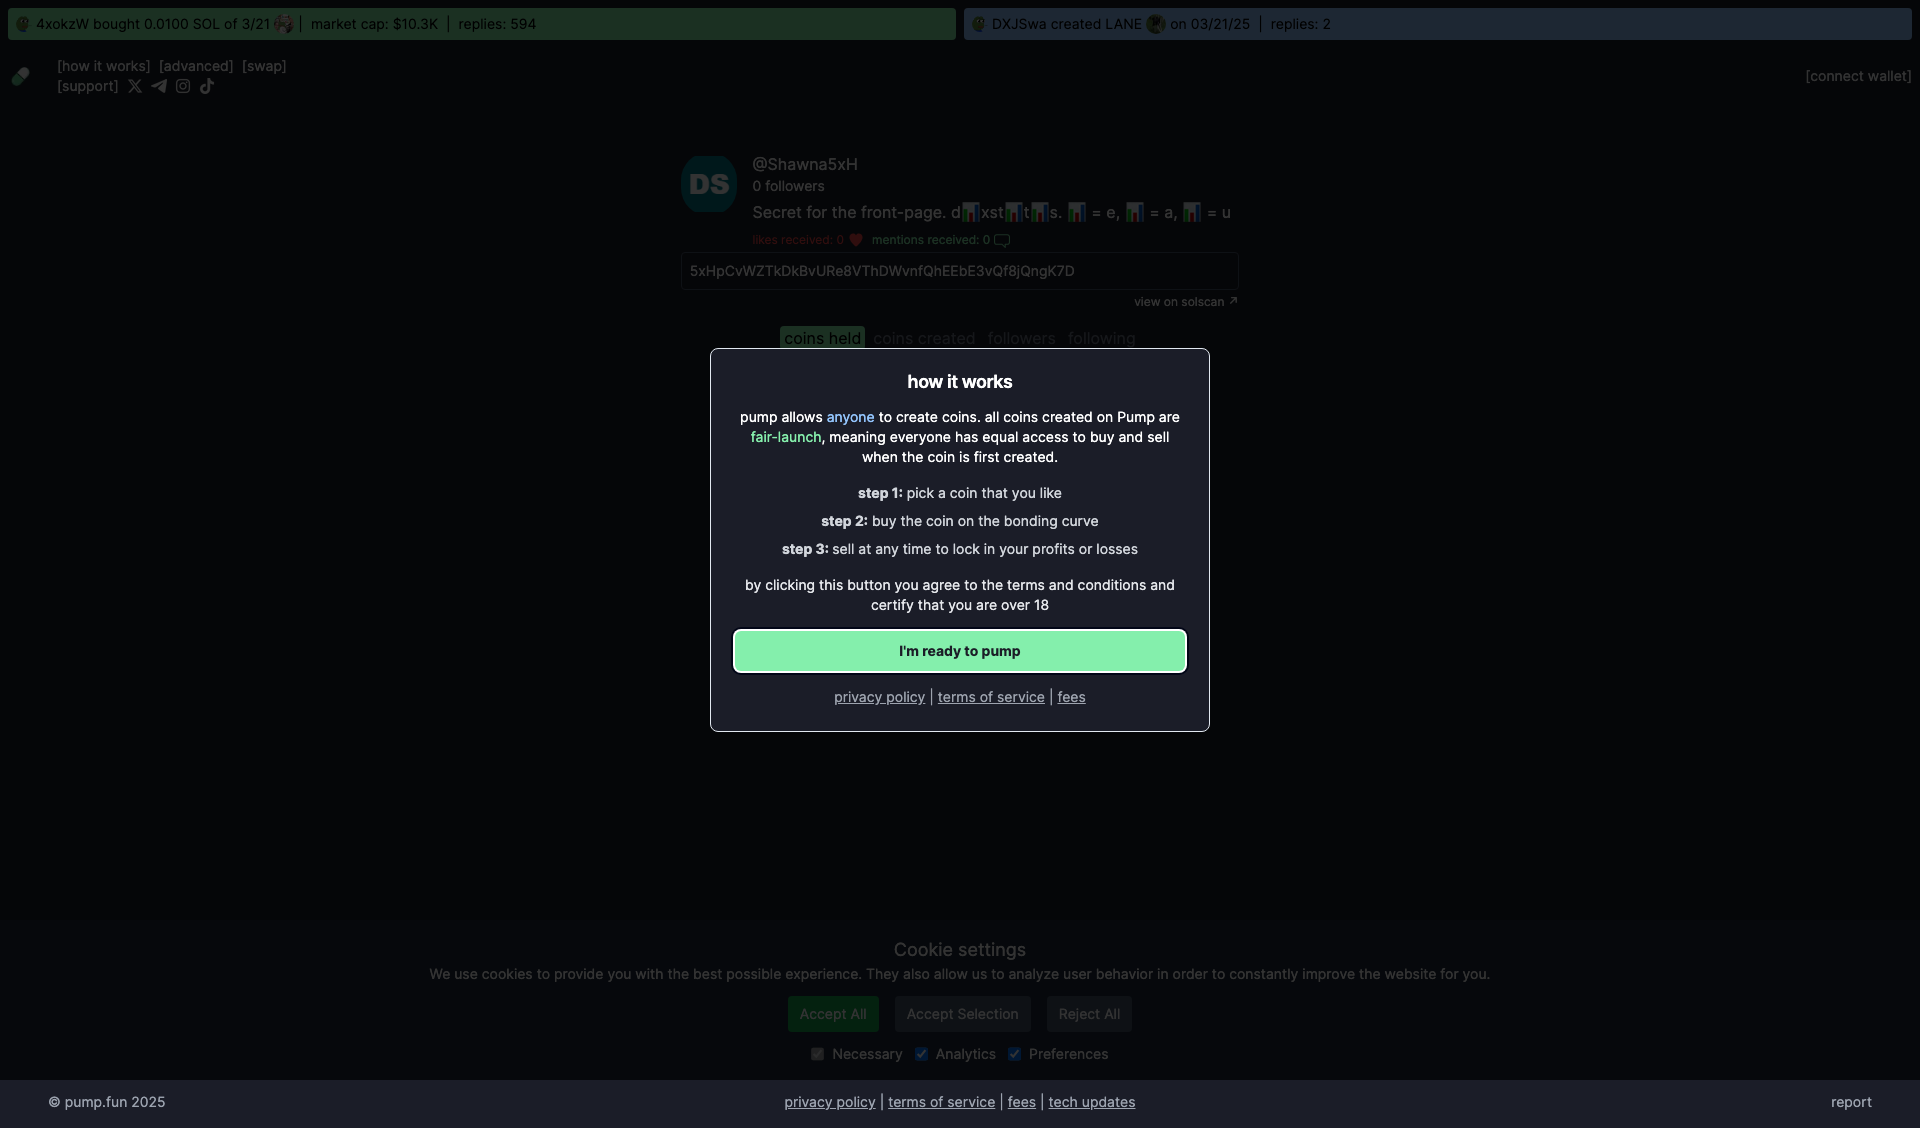 4xokzW bought 0.0100 SOL of 3/21 | market cap: $10.3K | replies: 594
DXJSwa created LANE on 03/21/25 | replies: 2
[how it works] [advanced] [swap]
[support]
[connect wallet]
DS
@Shawna5xH
0 followers
Secret for the front-page. d📊xst📊t📊s. 📊 = e, 📊 = a, 📊 = u
likes received: 0 mentions received: 0
5xHpCvWZTkDkBvURe8VThDWvnfQhEEbE3vQf8jQngK7D
view on solscan ↗
coins held coins created followers following
how it works
pump allows anyone to create coins. all coins created on Pump are
fair-launch, meaning everyone has equal access to buy and sell
when the coin is first created.
step 1: pick a coin that you like
step 2: buy the coin on the bonding curve
step 3: sell at any time to lock in your profits or losses
by clicking this button you agree to the terms and conditions and
certify that you are over 18
I'm ready to pump
privacy policy | terms of service | fees
Cookie settings
We use cookies to provide you with the best possible experience. They also allow us to analyze user behavior in order to constantly improve the website for you.
Accept All Accept Selection Reject All
Necessary Analytics Preferences
© pump.fun 2025
privacy policy | terms of service | fees | tech updates
report